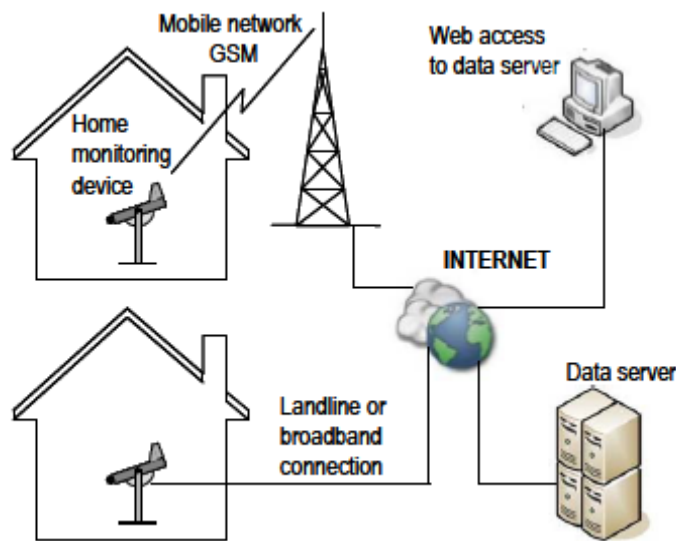 Mobile network
GSM
Web access
to data server
Home
monitoring
device
INTERNET
Data server
Landline or
broadband
connection